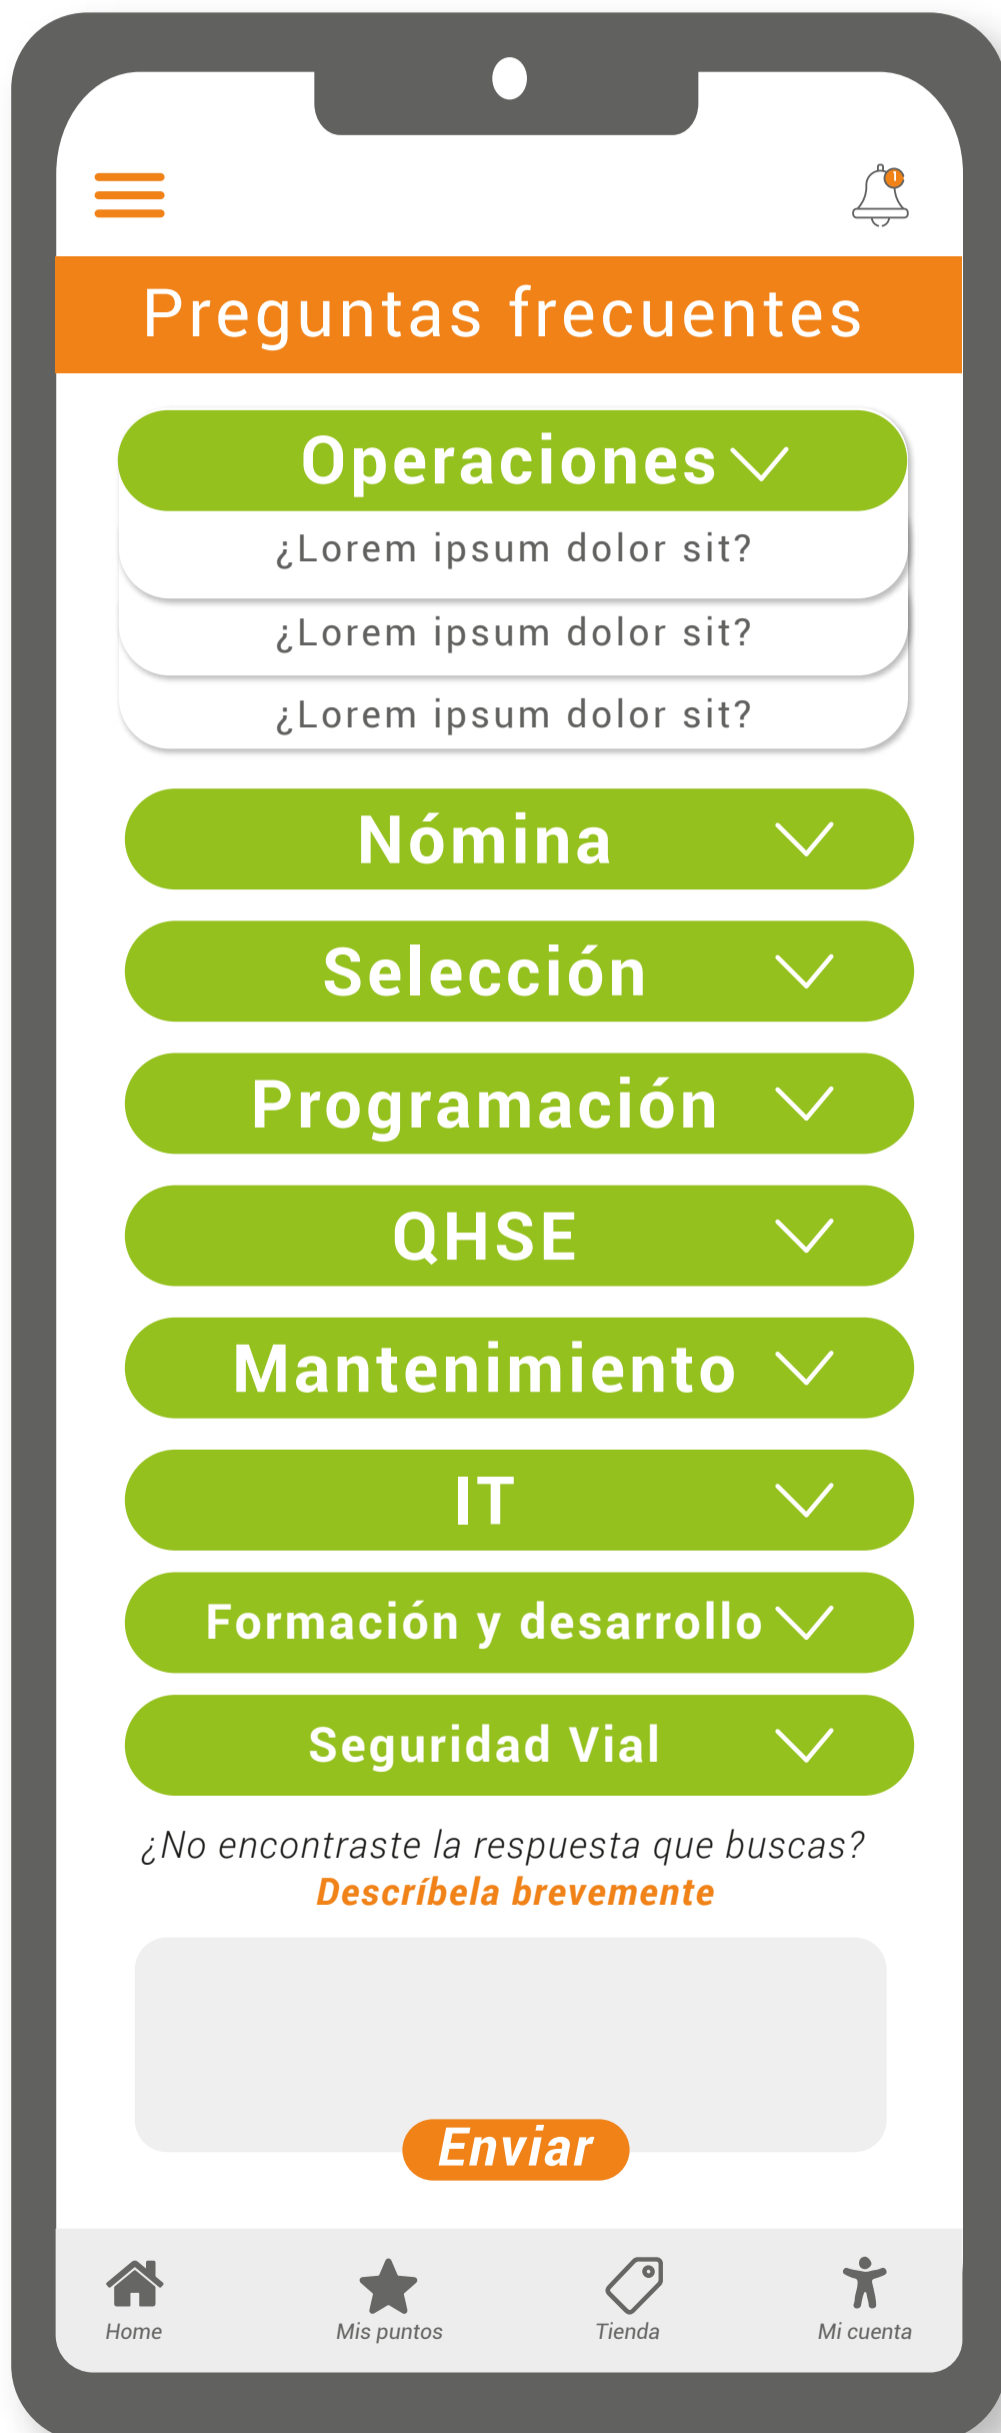 1
Preguntas frecuentes
Operaciones
¿Lorem ipsum dolor sit?
¿Lorem ipsum dolor sit?
¿Lorem ipsum dolor sit?
Nómina
Selección
Programación
QHSE
Mantenimiento
IT
Formación y desarrollo
Seguridad Vial
¿No encontraste la respuesta que buscas?
Descríbela brevemente
Enviar
Home Mis puntos Tienda Mi cuenta